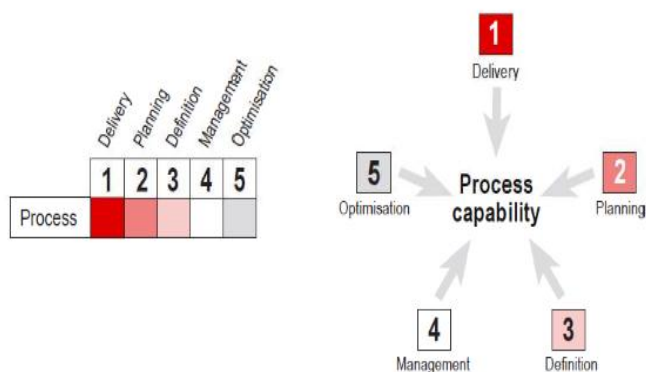 Delivery
Planning
Definition
Management
Optimisation
1 2 3 4 5
Process
1
Delivery
5
Optimisation
Process
capability
2
Planning
4
Management
3
Definition